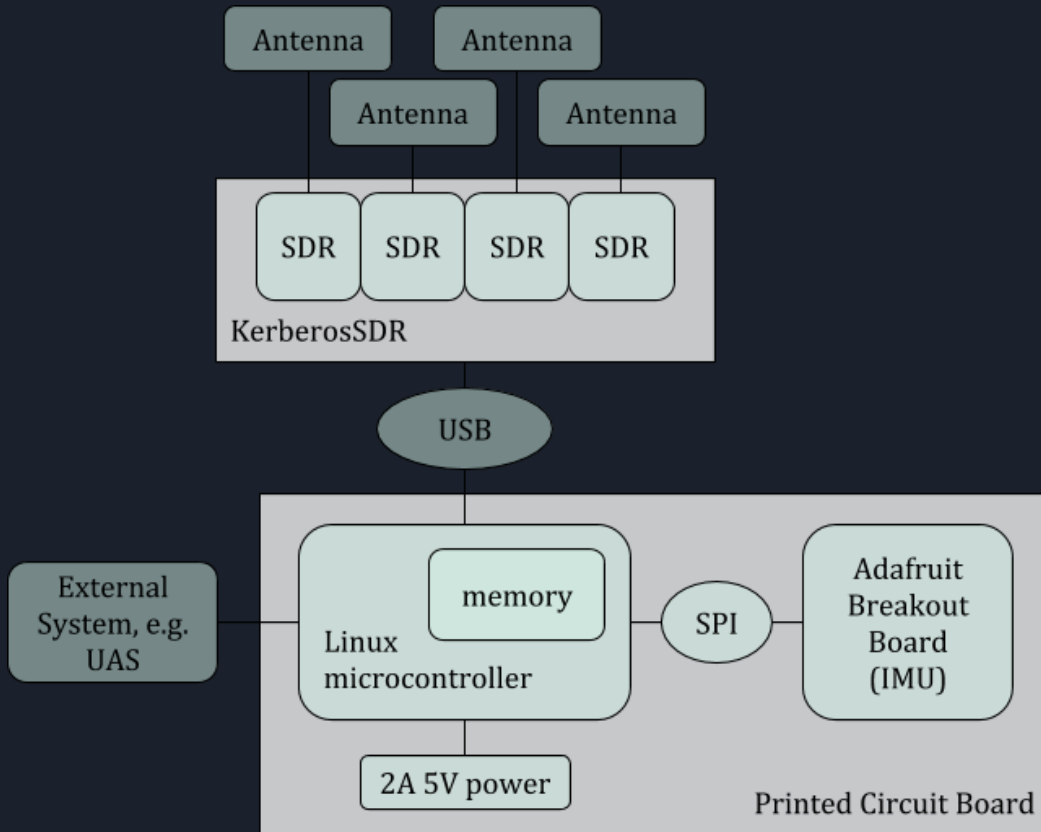 Antenna
Antenna
Antenna
Antenna
SDR
SDR
SDR
SDR
KerberosSDR
USB
External
System, e.g.
UAS
memory
Linux
microcontroller
SPI
Adafruit
Breakout
Board
(IMU)
2A 5V power
Printed Circuit Board